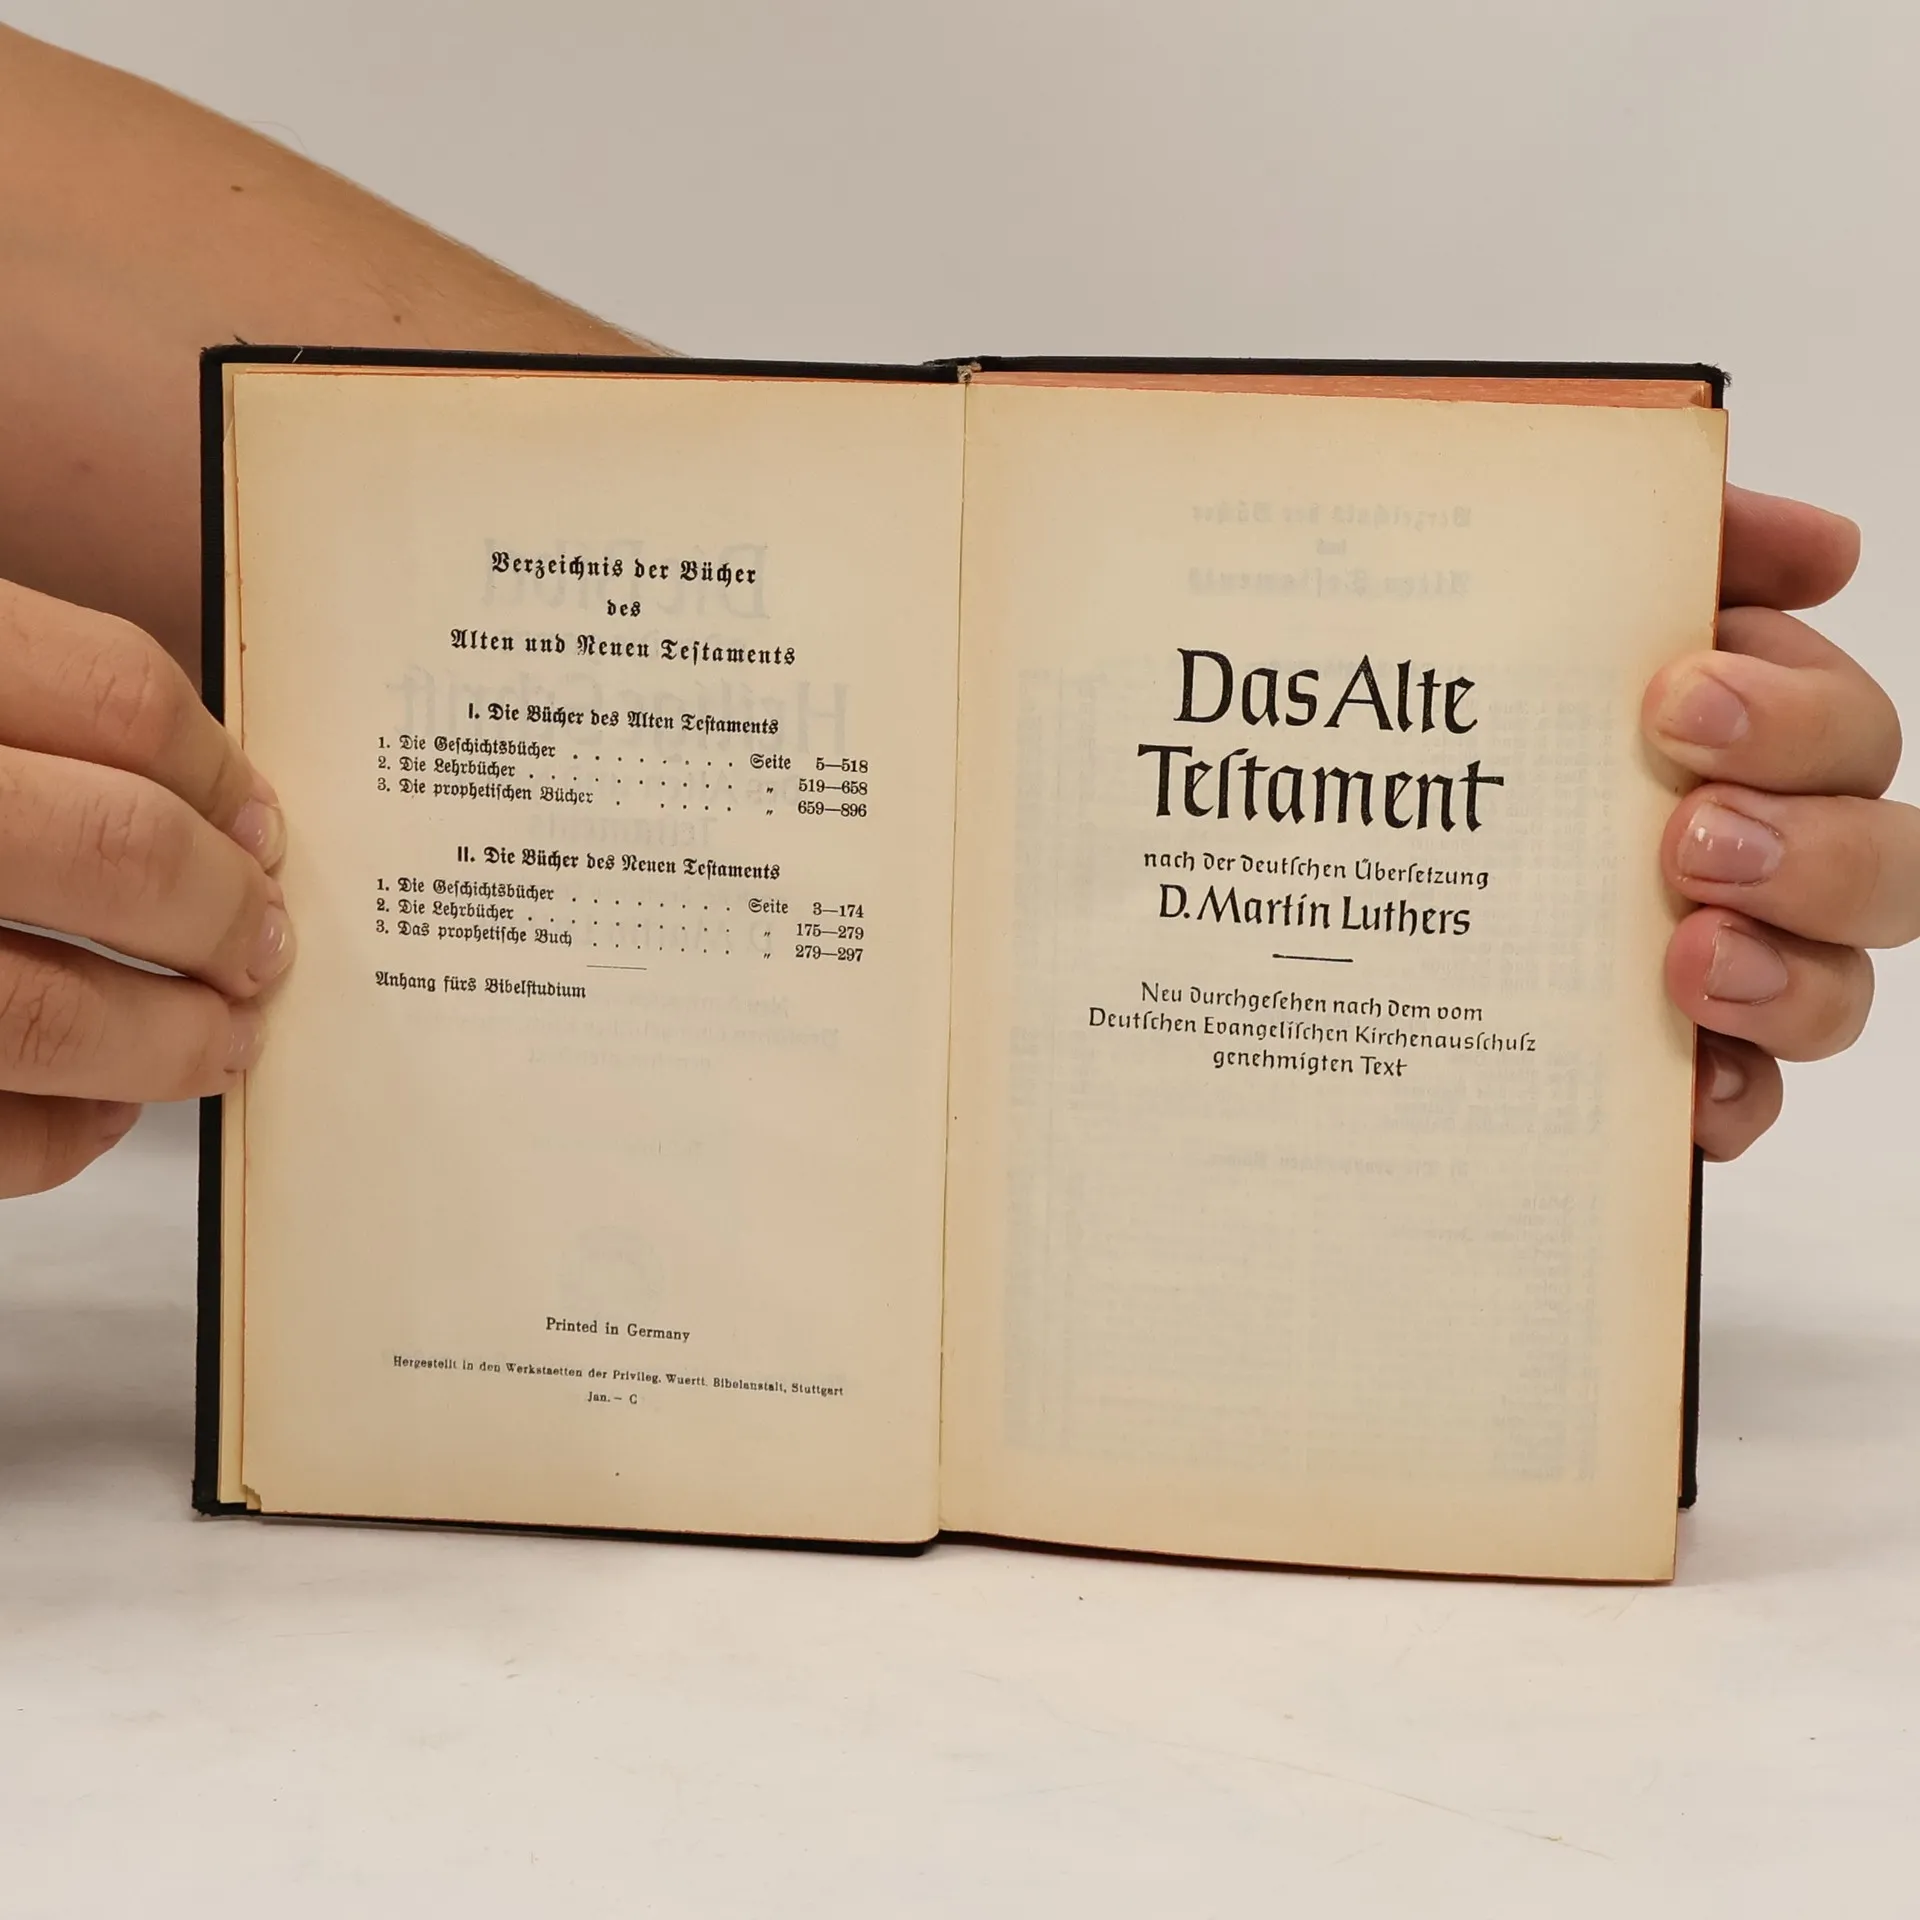 Verzeichnis der Bücher
des
Alten und Neuen Testaments
I. Die Bücher des Alten Testaments
1. Die Geschichtsbücher . . . . . . . . Seite 5—518
2. Die Lehrbücher . . . . . . . . . . „ 519—658
3. Die prophetischen Bücher . . . . . „ 659—896
II. Die Bücher des Neuen Testaments
1. Die Geschichtsbücher . . . . . . . . Seite 3—174
2. Die Lehrbücher . . . . . . . . . . „ 175—279
3. Das prophetische Buch . . . . . . . „ 279—297
Anhang fürs Bibelstudium
Printed in Germany
Hergestellt in den Werkstaetten der Privileg. Wuertt. Bibelanstalt, Stuttgart
Jan. – C
Das Alte
Testament
nach der deutschen Übersetzung
D. Martin Luthers
Neu durchgesehen nach dem vom
Deutschen Evangelischen Kirchenausschusz
genehmigten Text